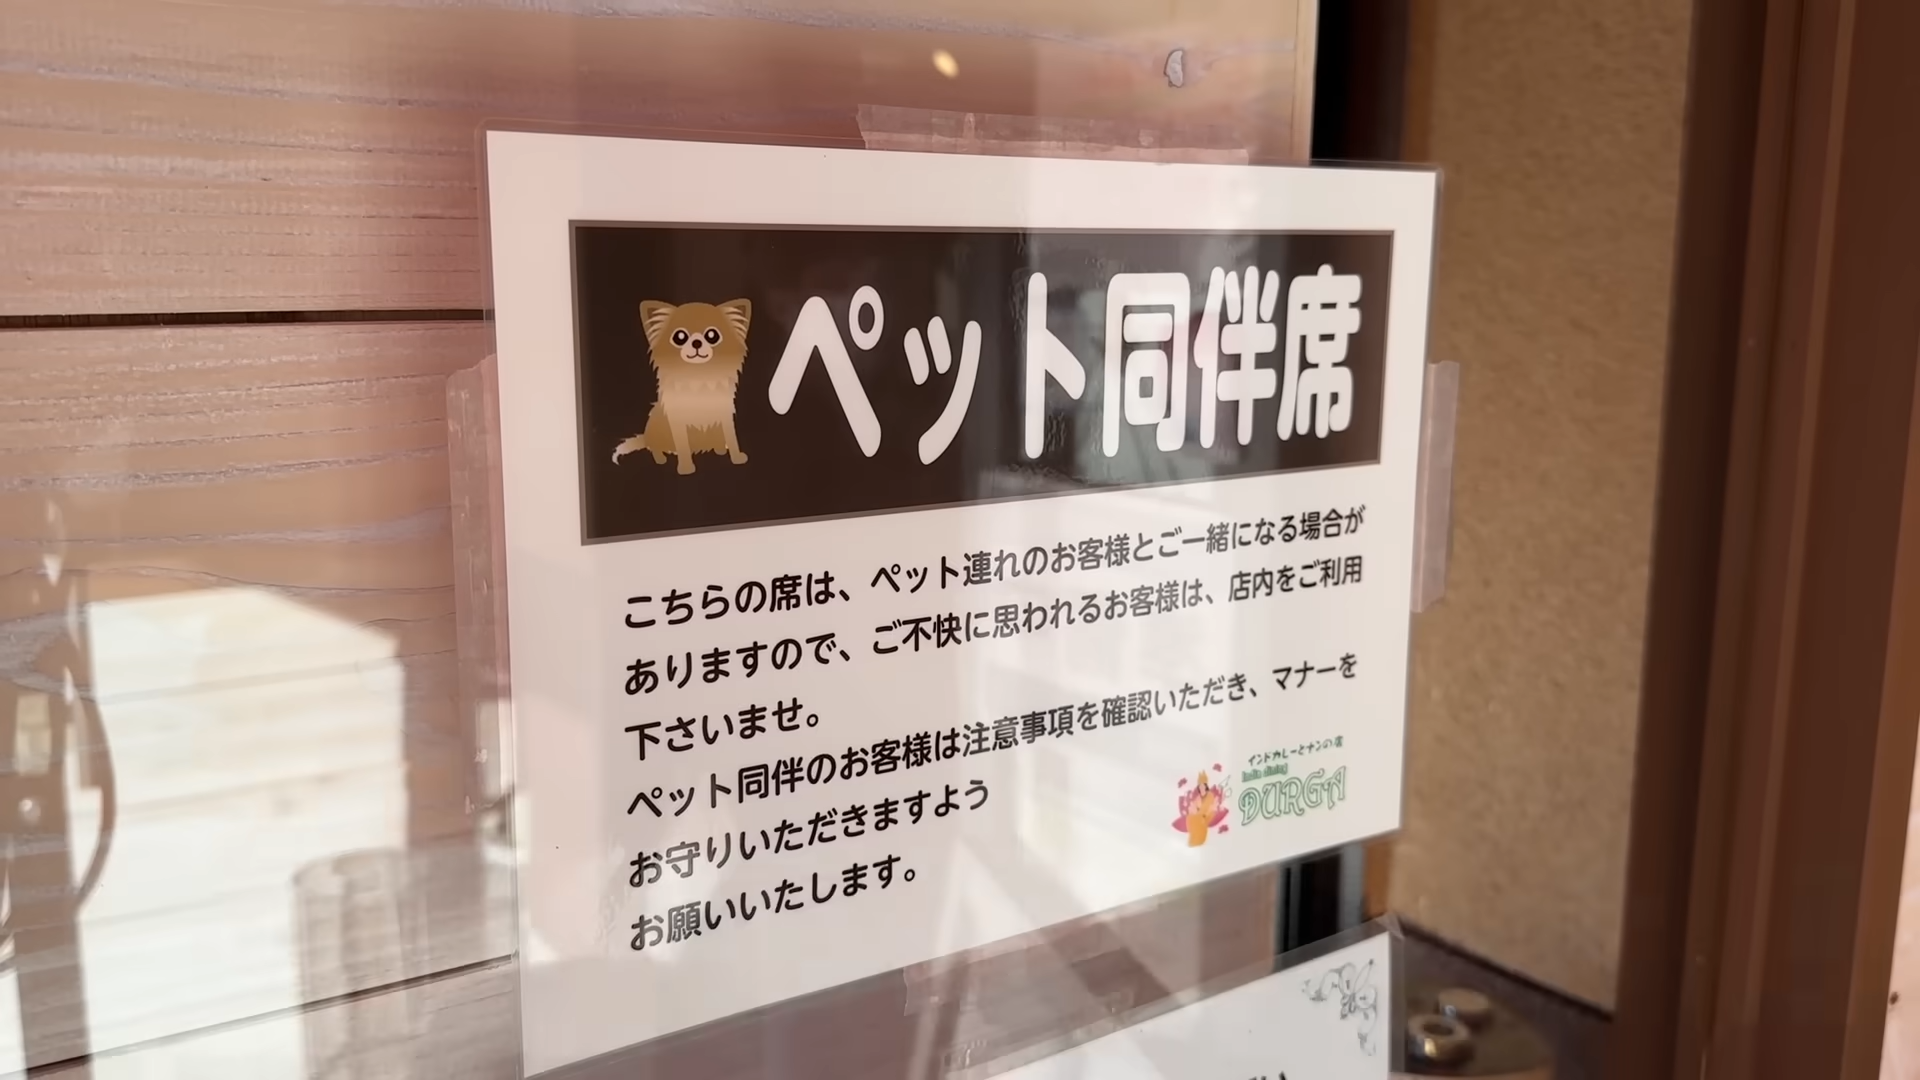 ペット同伴席
こちらの席は、ペット連れのお客様とご一緒になる場合が
ありますので、ご不快に思われるお客様は、店内をご利用
下さいませ。
ペット同伴のお客様は注意事項を確認いただき、マナーを
お守りいただきますよう
お願いいたします。
インドカレーとナンの店
India dining
DURGA